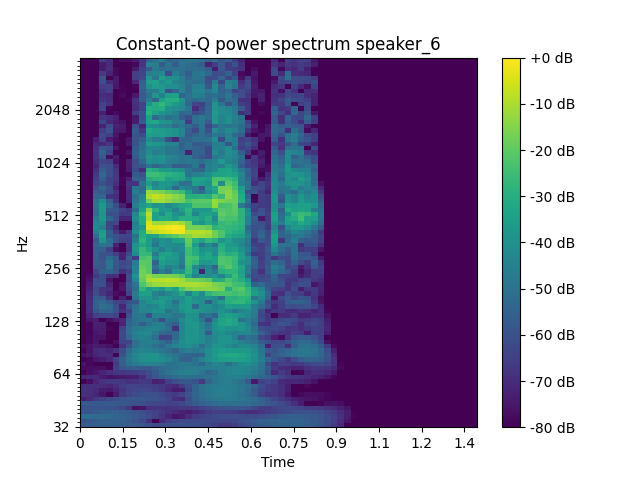 Constant-Q power spectrum speaker_6
Hz
2048
1024
512
256
128
64
32
0 0.15 0.3 0.45 0.6 0.75 0.9 1.1 1.2 1.4
Time
+0 dB
-10 dB
-20 dB
-30 dB
-40 dB
-50 dB
-60 dB
-70 dB
-80 dB